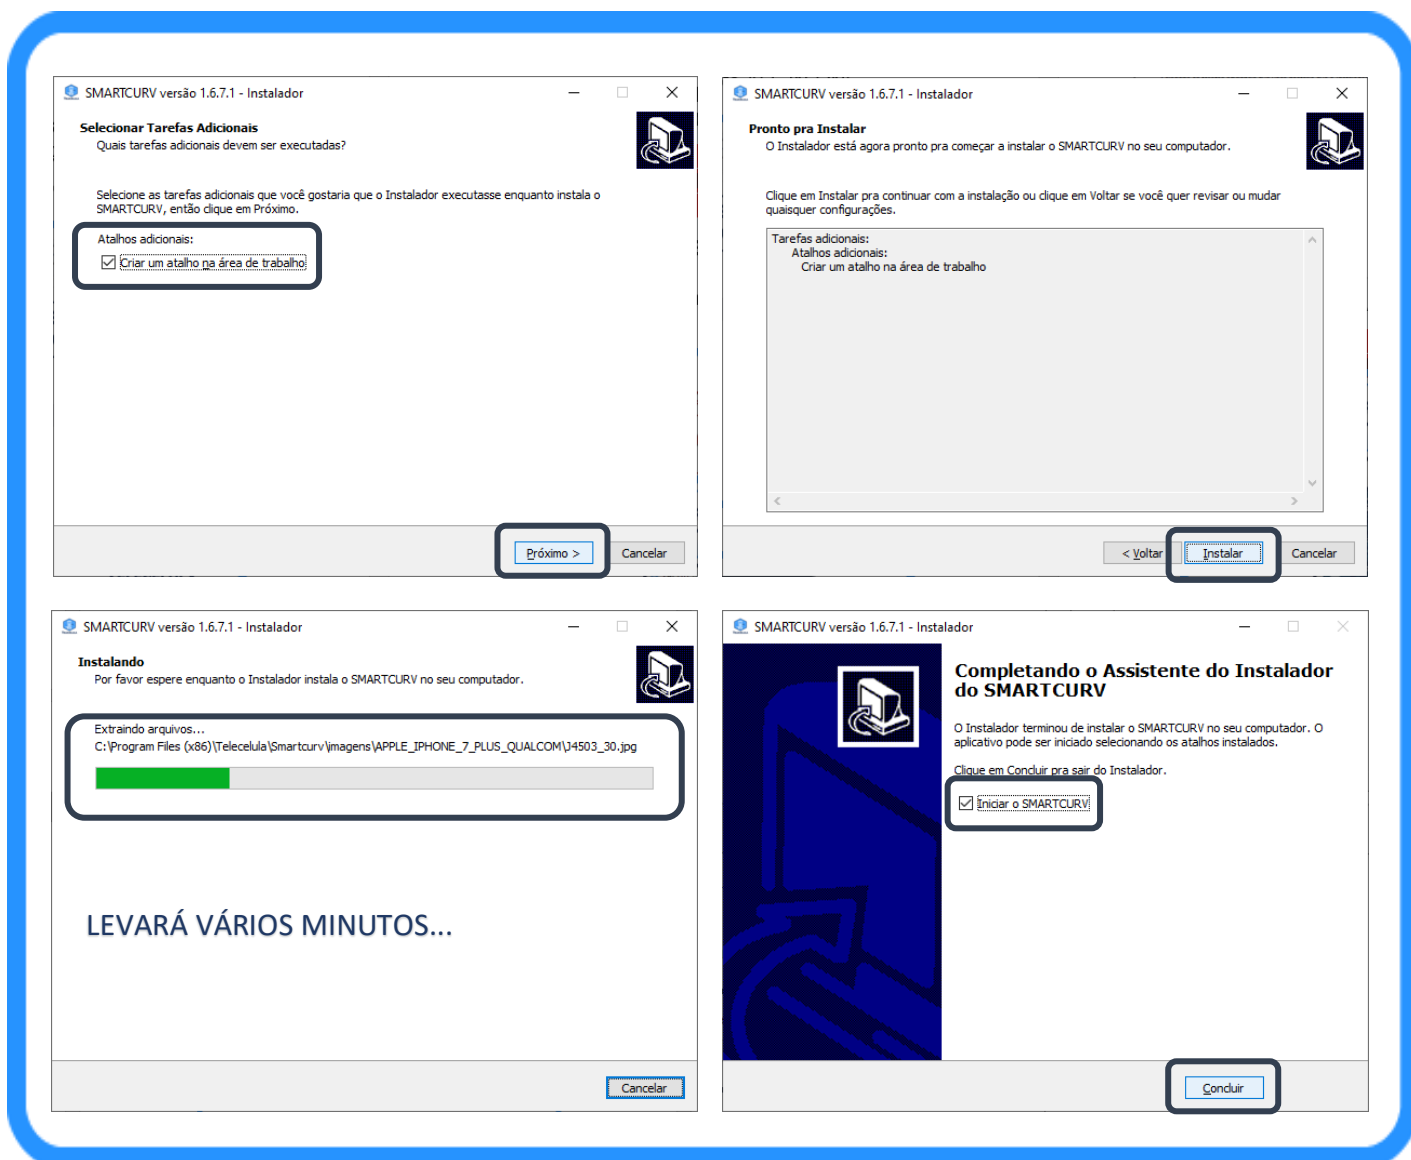 SMARTCURV versão 1.6.7.1 - Instalador
Selecionar Tarefas Adicionais
Quais tarefas adicionais devem ser executadas?
Selecione as tarefas adicionais que você gostaria que o Instalador executasse enquanto instala o
SMARTCURV, então clique em Próximo.
Atalhos adicionais:
Criar um atalho na área de trabalho
Próximo >
Cancelar
SMARTCURV versão 1.6.7.1 - Instalador
Pronto pra Instalar
O Instalador está agora pronto pra começar a instalar o SMARTCURV no seu computador.
Clique em Instalar pra continuar com a instalação ou clique em Voltar se você quer revisar ou mudar
quaisquer configurações.
Tarefas adicionais:
Atalhos adicionais:
Criar um atalho na área de trabalho
< Voltar
Instalar
Cancelar
SMARTCURV versão 1.6.7.1 - Instalador
Instalando
Por favor espere enquanto o Instalador instala o SMARTCURV no seu computador.
Extraindo arquivos...
C:\Program Files (x86)\Telecelula\Smartcurv\imagens\APPLE_IPHONE_7_PLUS_QUALCOM\J4503_30.jpg
LEVARÁ VÁRIOS MINUTOS...
Cancelar
SMARTCURV versão 1.6.7.1 - Instalador
Completando o Assistente do Instalador
do SMARTCURV
O Instalador terminou de instalar o SMARTCURV no seu computador. O
aplicativo pode ser iniciado selecionando os atalhos instalados.
Clique em Concluir pra sair do Instalador.
Iniciar o SMARTCURV
Concluir